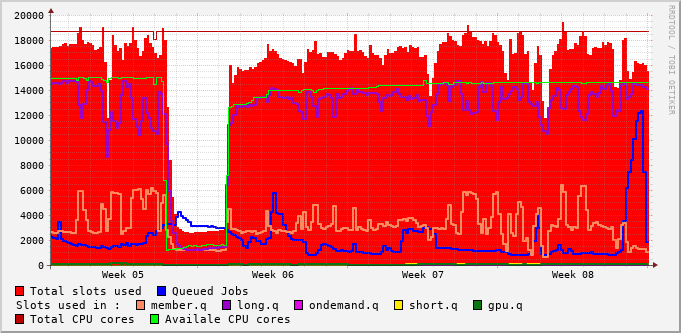 RRDTOOL / TOBI OETIKER
20000
18000
16000
14000
12000
10000
8000
6000
4000
2000
0
Week 05 Week 06 Week 07 Week 08
Total slots used Queued Jobs
Slots used in : member.q long.q ondemand.q short.q gpu.q
Total CPU cores Availale CPU cores